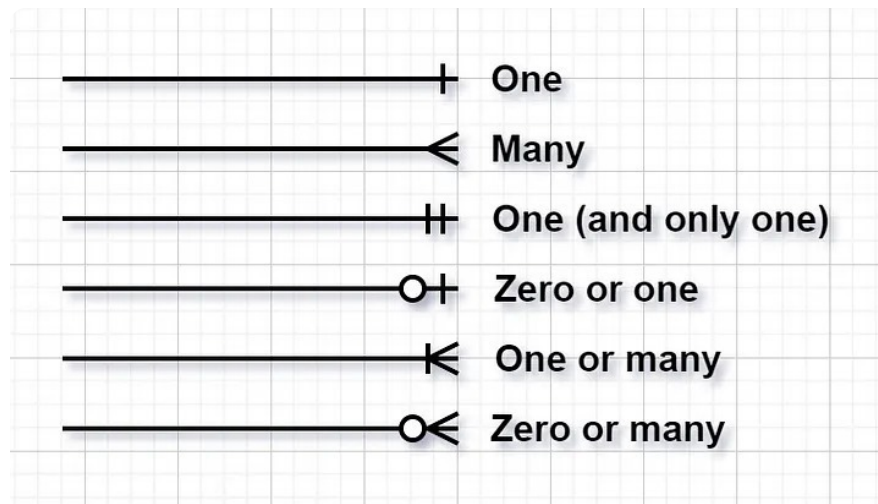 One
Many
One (and only one)
Zero or one
One or many
Zero or many